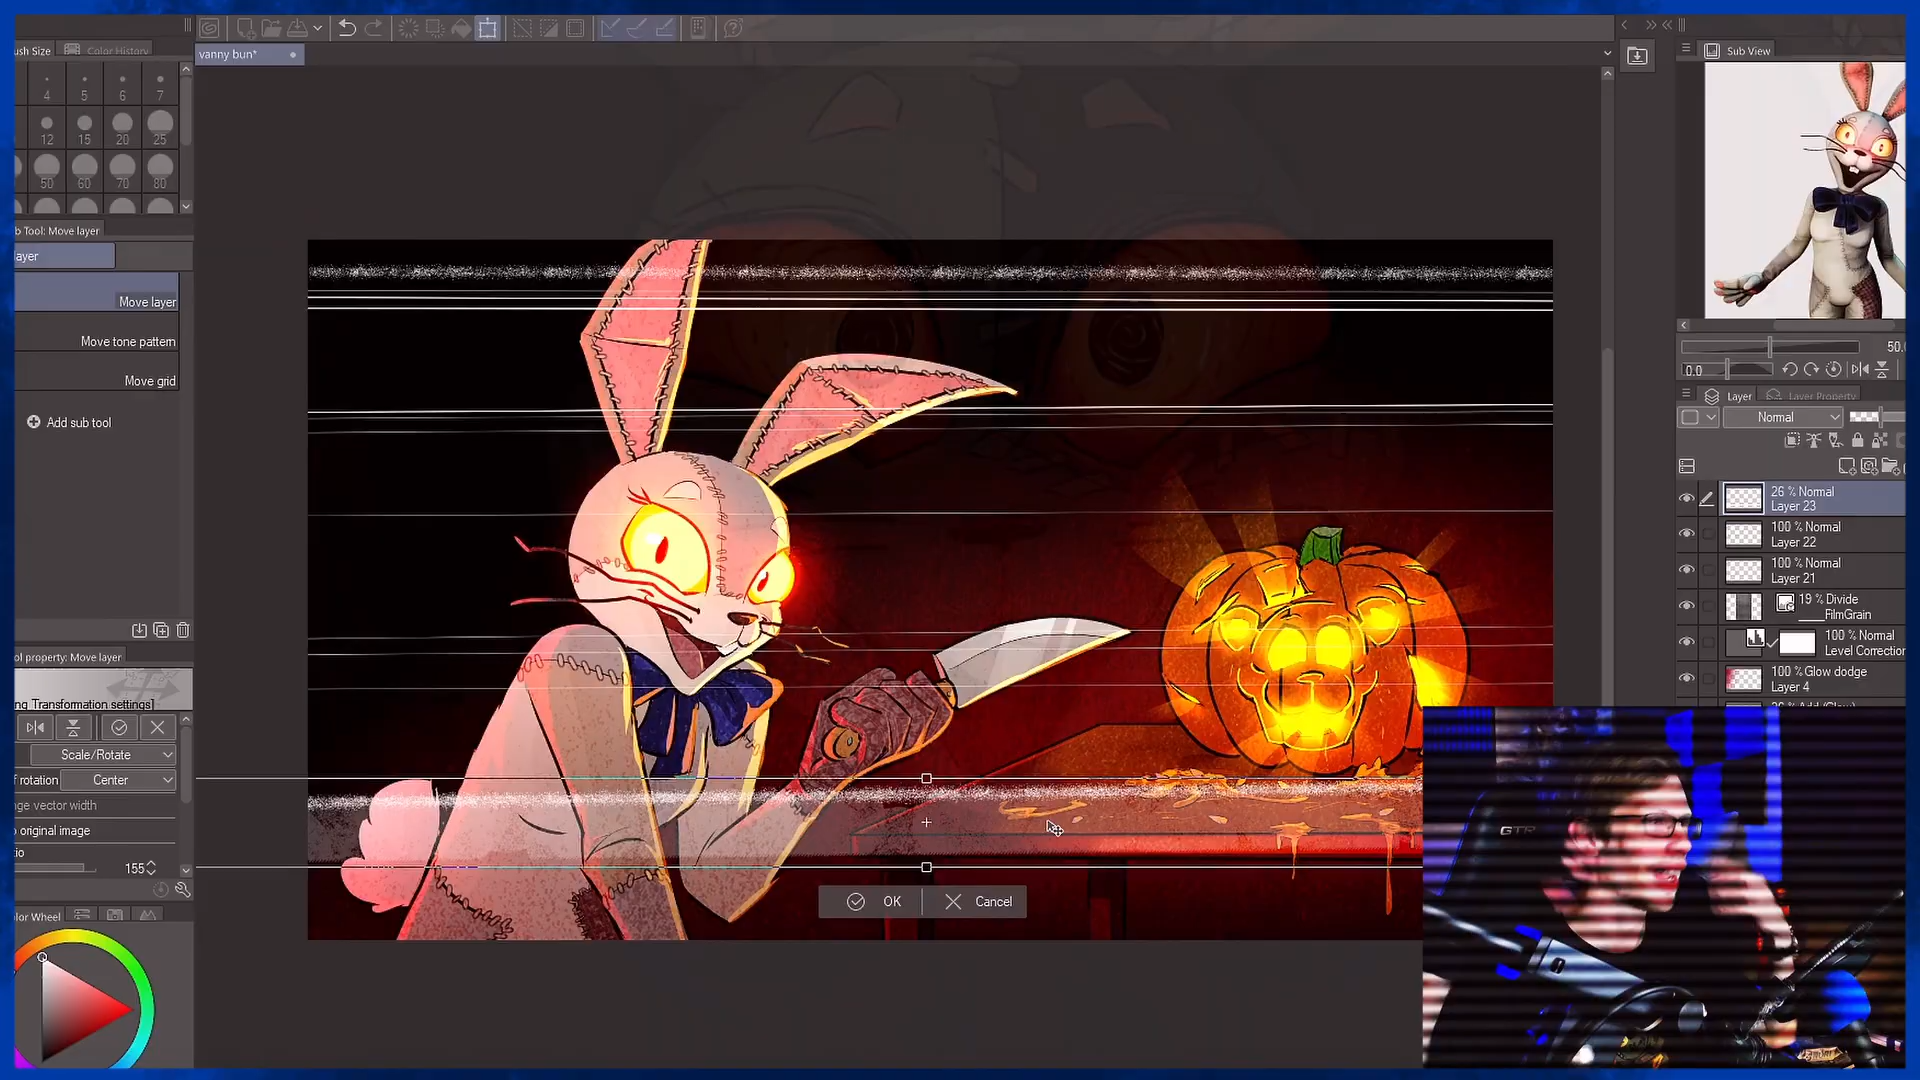 ush Size
Color History
vanny bun*
Sub View
4
5
6
7
12
15
20
25
50
60
70
80
b Tool: Move layer
ayer
Move layer
Move tone pattern
Move grid
Add sub tool
ol property: Move layer
ng Transformation settings]
Scale/Rotate
f rotation
Center
nge vector width
o original image
io
155
olor Wheel
OK
Cancel
50.
0.0
Layer
Layer Property
Normal
26 % Normal
Layer 23
100 % Normal
Layer 22
100 % Normal
Layer 21
19 % Divide
____FilmGrain
100 % Normal
Level Correction
100 % Glow dodge
Layer 4
GTR